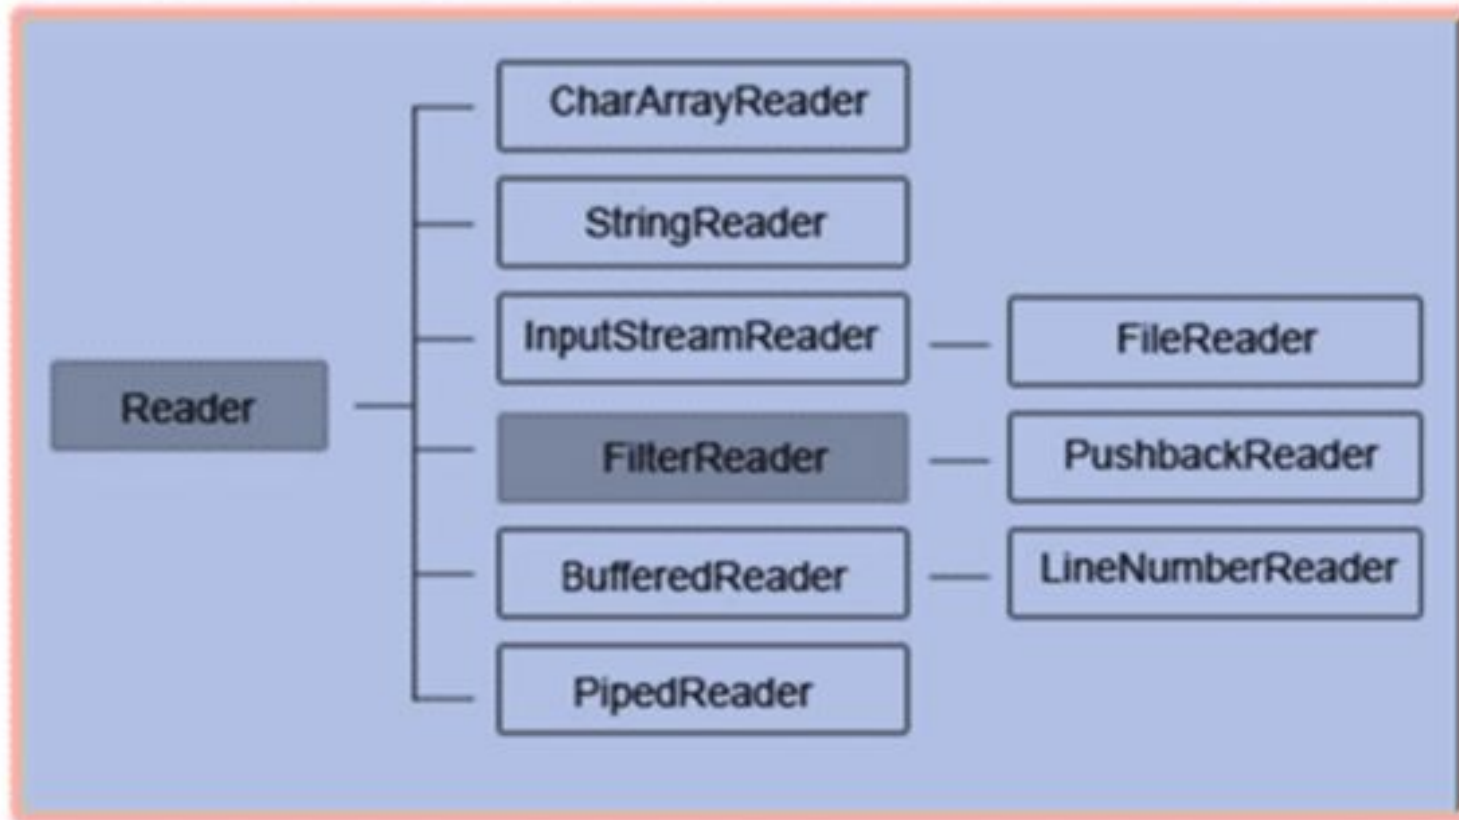 CharArrayReader
StringReader
InputStreamReader
FileReader
Reader
FilterReader
PushbackReader
BufferedReader
LineNumberReader
PipedReader